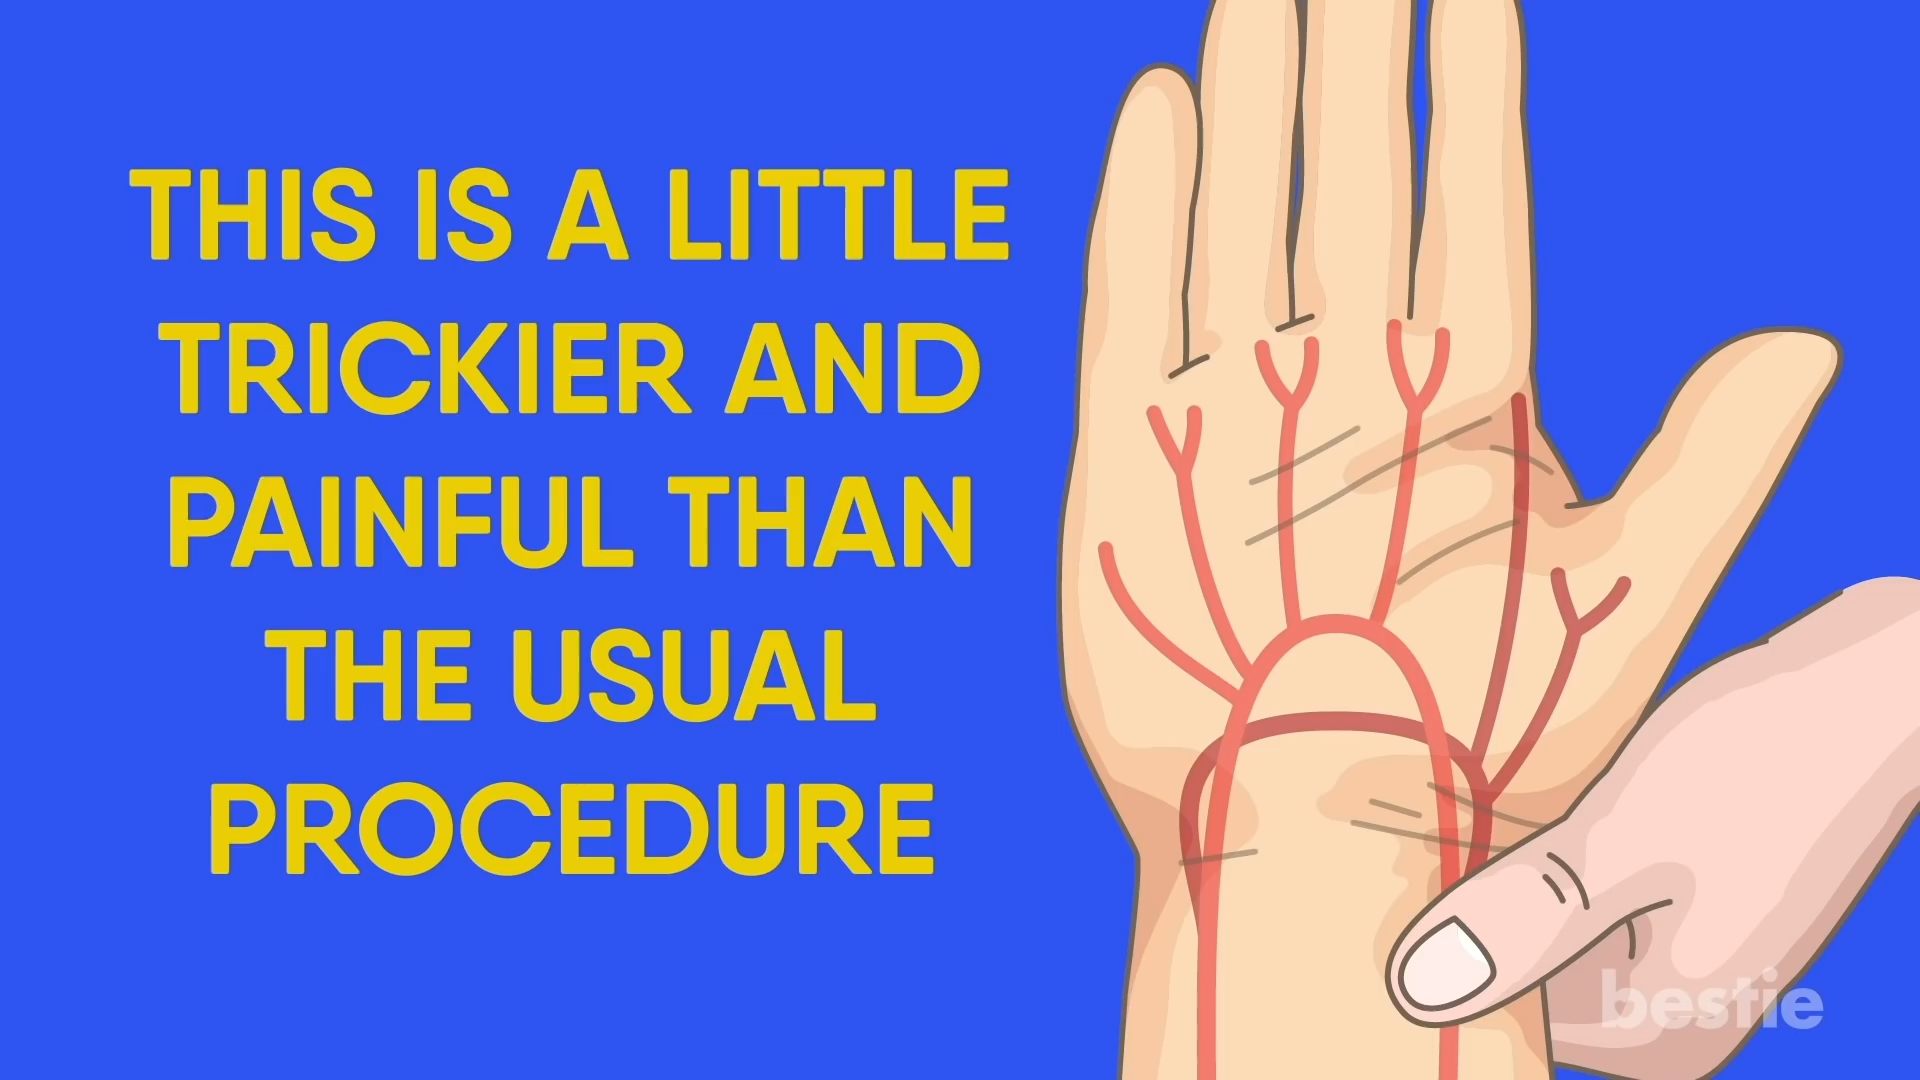 THIS IS A LITTLE
TRICKIER AND
PAINFUL THAN
THE USUAL
PROCEDURE
bestie